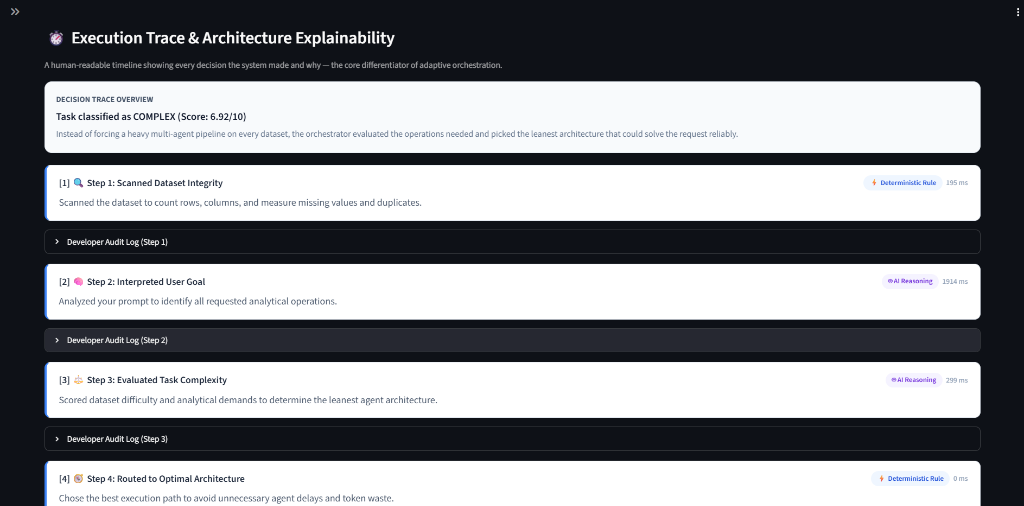 Execution Trace & Architecture Explainability
A human-readable timeline showing every decision the system made and why — the core differentiator of adaptive orchestration.
DECISION TRACE OVERVIEW
Task classified as COMPLEX (Score: 6.92/10)
Instead of forcing a heavy multi-agent pipeline on every dataset, the orchestrator evaluated the operations needed and picked the leanest architecture that could solve the request reliably.
[1] 🔍 Step 1: Scanned Dataset Integrity ⚡ Deterministic Rule 195 ms
Scanned the dataset to count rows, columns, and measure missing values and duplicates.
Developer Audit Log (Step 1)
[2] 🧠 Step 2: Interpreted User Goal AI Reasoning 1914 ms
Analyzed your prompt to identify all requested analytical operations.
Developer Audit Log (Step 2)
[3] ⚖️ Step 3: Evaluated Task Complexity AI Reasoning 299 ms
Scored dataset difficulty and analytical demands to determine the leanest agent architecture.
Developer Audit Log (Step 3)
[4] 🧭 Step 4: Routed to Optimal Architecture ⚡ Deterministic Rule 0 ms
Chose the best execution path to avoid unnecessary agent delays and token waste.